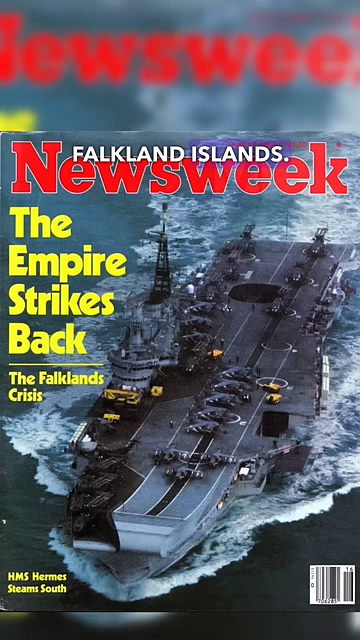 Newsweek
FALKLAND ISLANDS.
Newsweek
The
Empire
Strikes
Back
The Falklands
Crisis
HMS Hermes
Steams South